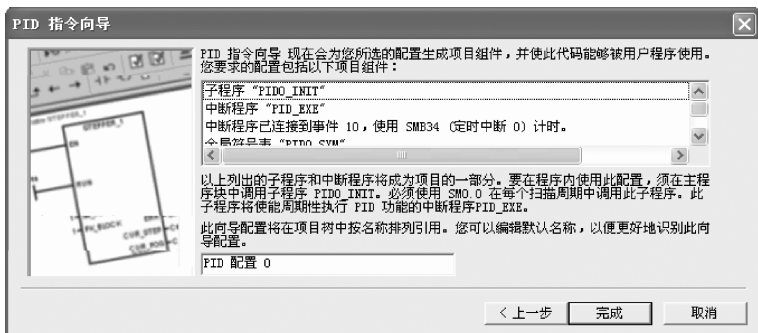 PID 指令向导
PID 指令向导 现在会为您所选的配置生成项目组件，并使此代码能够被用户程序使用。
您要求的配置包括以下项目组件：
子程序 “PID0_INIT”
中断程序 “PID_EXE”
中断程序已连接到事件 10，使用 SMB34 (定时中断 0) 计时。
全局符号表 “PID0_SYM”
以上列出的子程序和中断程序将成为项目的一部分。要在程序内使用此配置，须在主程
序块中调用子程序 PID0_INIT。必须使用 SM0.0 在每个扫描周期中调用此子程序。此
子程序将使能周期性执行 PID 功能的中断程序PID_EXE.
此向导配置将在项目树中按名称排列引用。您可以编辑默认名称，以便更好地识别此向
导配置。
PID 配置 0
STEPPER_1
EN
RUN
< 上一步
完成
取消